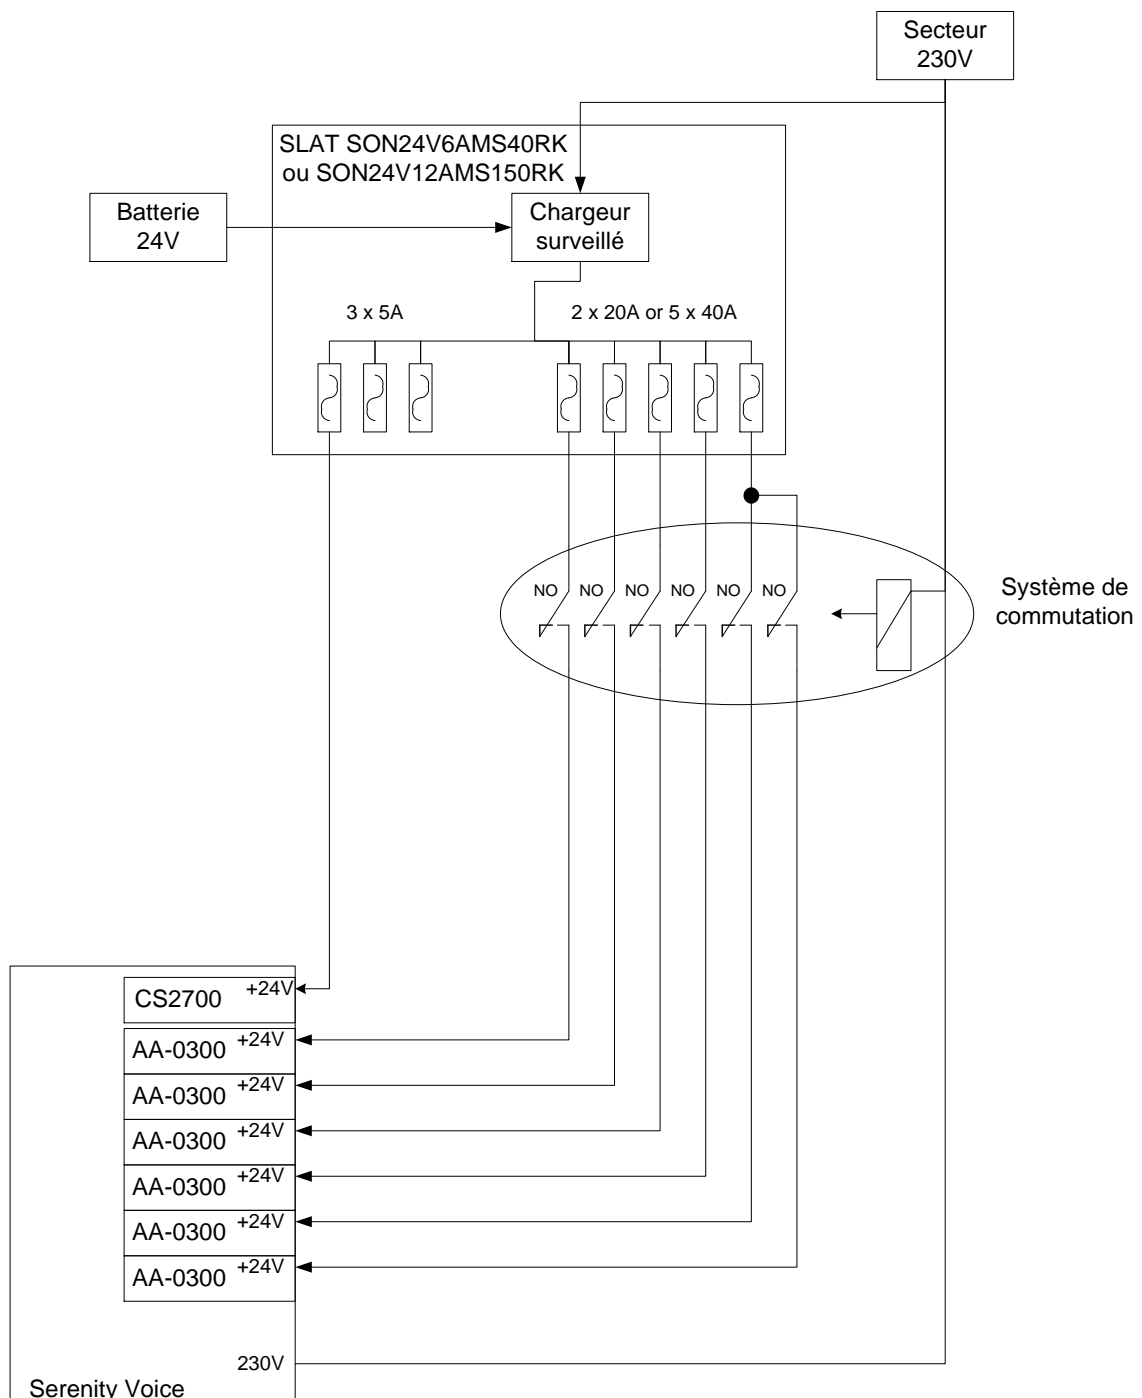 Secteur
230V
SLAT SON24V6AMS40RK
ou SON24V12AMS150RK
Batterie
24V
Chargeur
surveillé
3 x 5A
2 x 20A or 5 x 40A
NO
NO
NO
NO
NO
NO
Système de
commutation
CS2700
+24V
AA-0300
+24V
AA-0300
+24V
AA-0300
+24V
AA-0300
+24V
AA-0300
+24V
AA-0300
+24V
230V
Serenity Voice